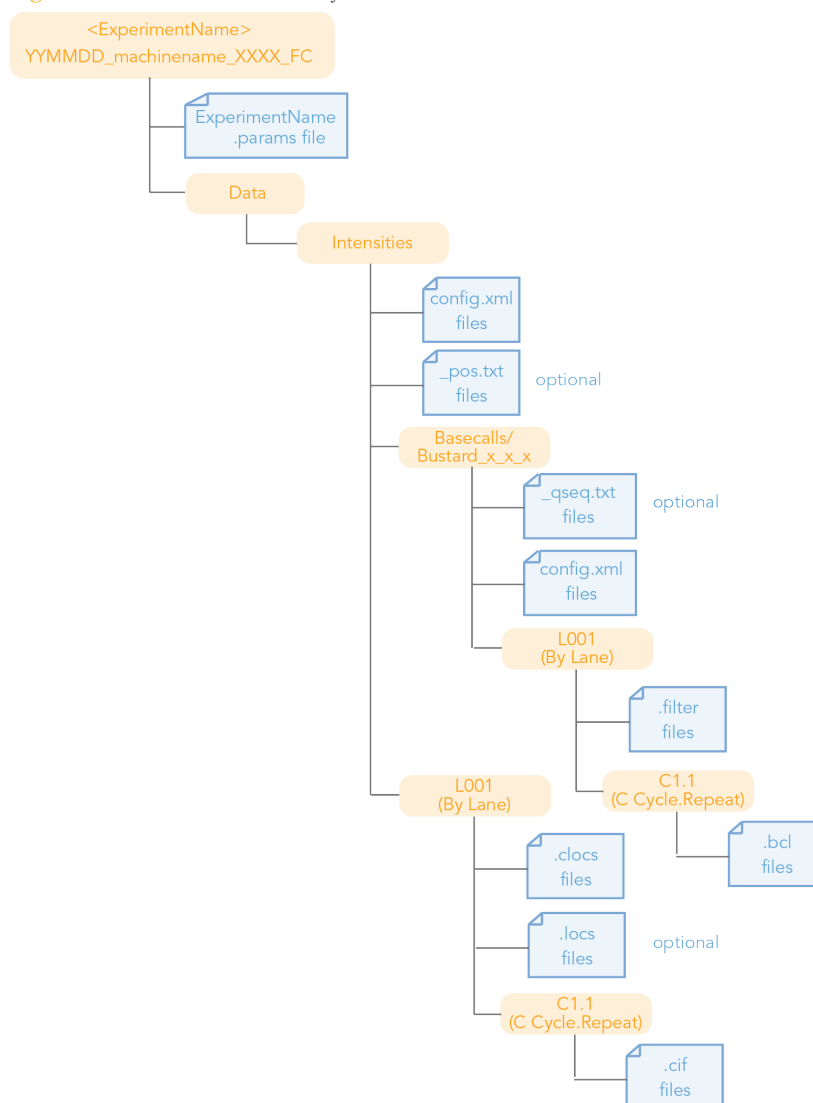 <ExperimentName>
YYMMDD_machinename_XXXX_FC
ExperimentName
.params file
Data
Intensities
config.xml
files
_pos.txt
files
optional
Basecalls/
Bustard_x_x_x
_qseq.txt
files
optional
config.xml
files
L001
(By Lane)
.filter
files
C1.1
(C Cycle.Repeat)
.bcl
files
L001
(By Lane)
.clocs
files
.locs
files
optional
C1.1
(C Cycle.Repeat)
.cif
files